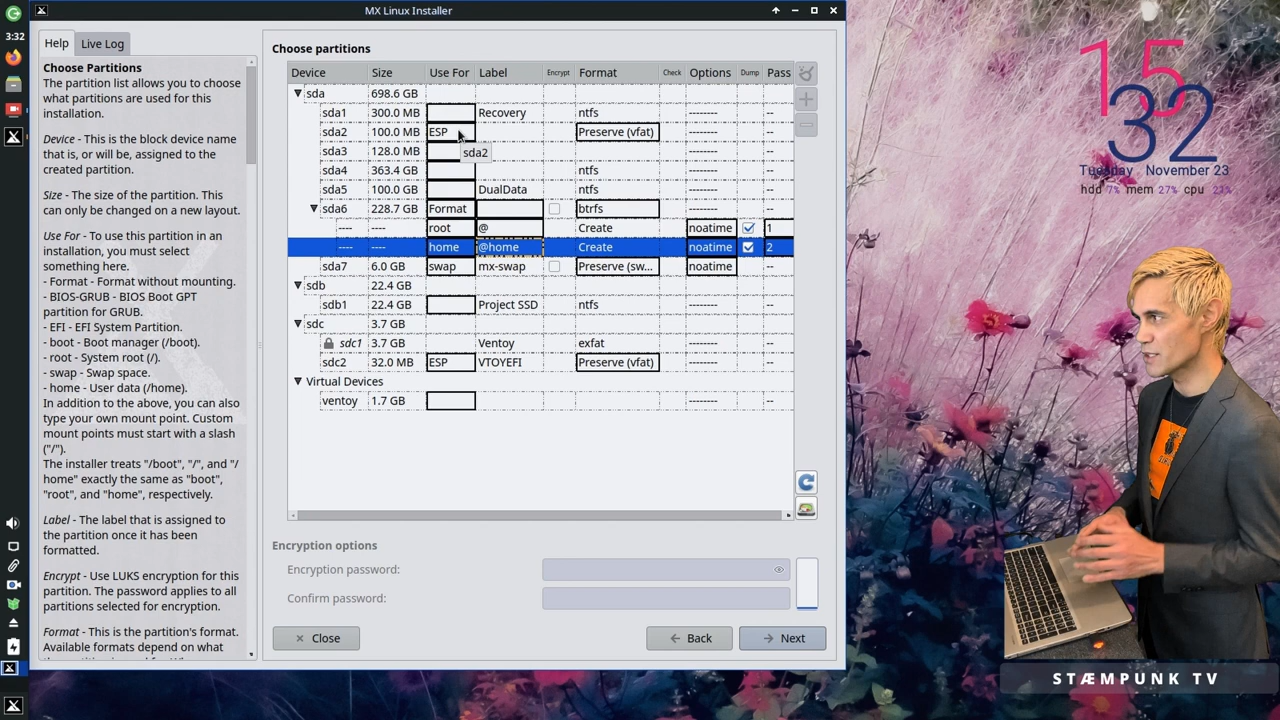 MX Linux Installer
3:32
Help
Live Log
Choose Partitions
The partition list allows you to choose
what partitions are used for this
installation.
Device - This is the block device name
that is, or will be, assigned to the
created partition.
Size - The size of the partition. This
can only be changed on a new layout.
Use For - To use this partition in an
installation, you must select
something here.
- Format - Format without mounting.
- BIOS-GRUB - BIOS Boot GPT
partition for GRUB.
- EFI - EFI System Partition.
- boot - Boot manager (/boot).
- root - System root (/).
- swap - Swap space.
- home - User data (/home).
In addition to the above, you can also
type your own mount point. Custom
mount points must start with a slash
("/").
The installer treats "/boot", "/", and "/
home" exactly the same as "boot",
"root", and "home", respectively.
Label - The label that is assigned to
the partition once it has been
formatted.
Encrypt - Use LUKS encryption for this
partition. The password applies to all
partitions selected for encryption.
Format - This is the partition's format.
Available formats depend on what
Choose partitions
Device Size Use For Label Encrypt Format Check Options Dump Pass
sda 698.6 GB
sda1 300.0 MB Recovery ntfs -------- --
sda2 100.0 MB ESP Preserve (vfat) -------- --
sda3 128.0 MB -------- --
sda2
sda4 363.4 GB ntfs -------- --
sda5 100.0 GB DualData ntfs -------- --
sda6 228.7 GB Format btrfs -------- --
---- ---- root @ Create noatime 1
---- ---- home @home Create noatime 2
sda7 6.0 GB swap mx-swap Preserve (sw... noatime --
sdb 22.4 GB
sdb1 22.4 GB Project SSD ntfs -------- --
sdc 3.7 GB
sdc1 3.7 GB Ventoy exfat -------- --
sdc2 32.0 MB ESP VTOYEFI Preserve (vfat) -------- --
Virtual Devices
ventoy 1.7 GB -------- --
Encryption options
Encryption password:
Confirm password:
Close
Back
Next
15
32
Tuesday November 23
hdd 7% mem 27% cpu 21%
STÆMPUNK TV